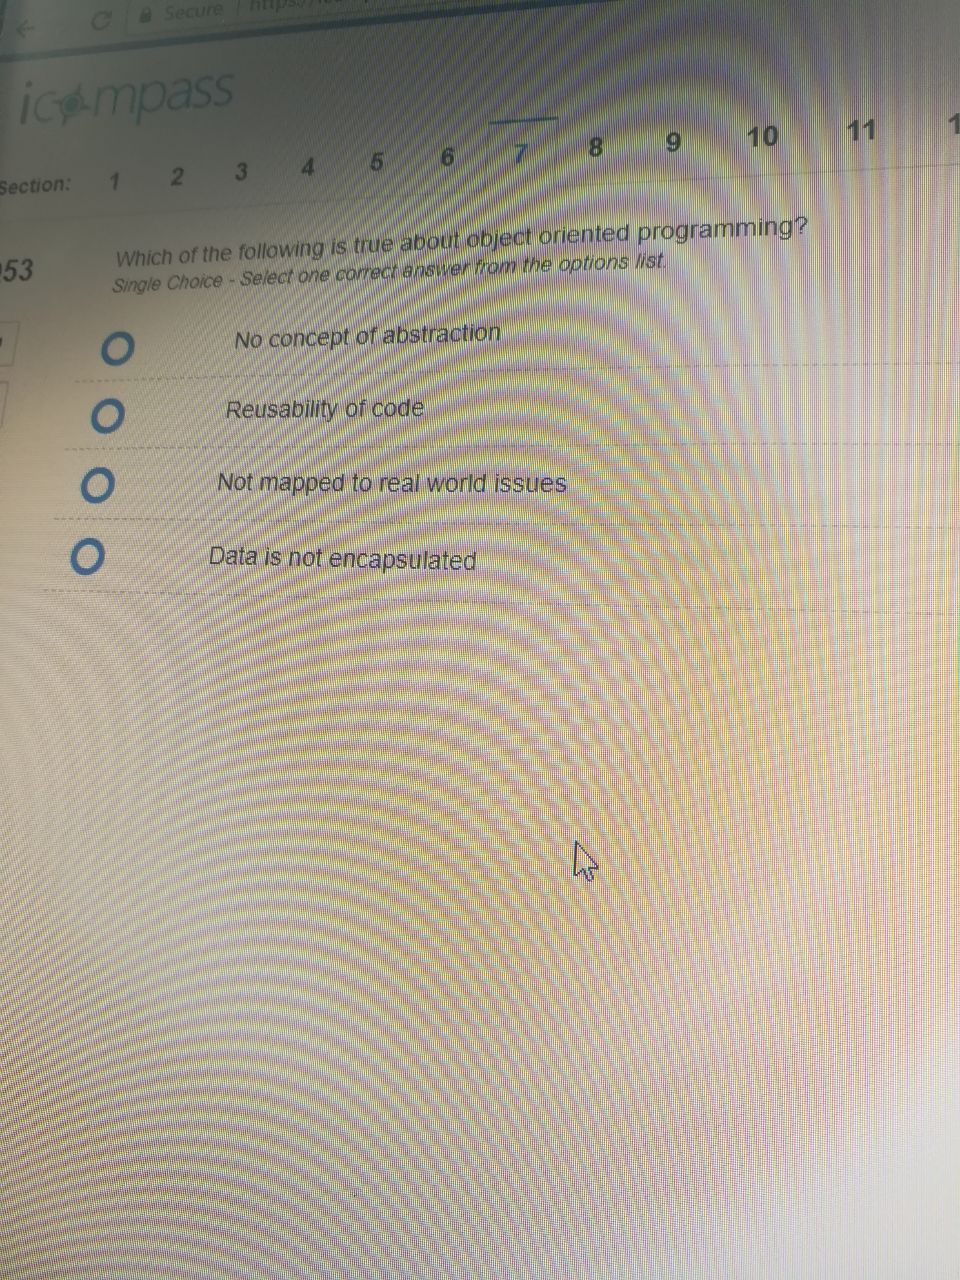 Secure
icompass
Section: 1 2 3 4 5 6 7 8 9 10 11
53
Which of the following is true about object oriented programming?
Single Choice - Select one correct answer from the options list.
No concept of abstraction
Reusability of code
Not mapped to real world issues
Data is not encapsulated